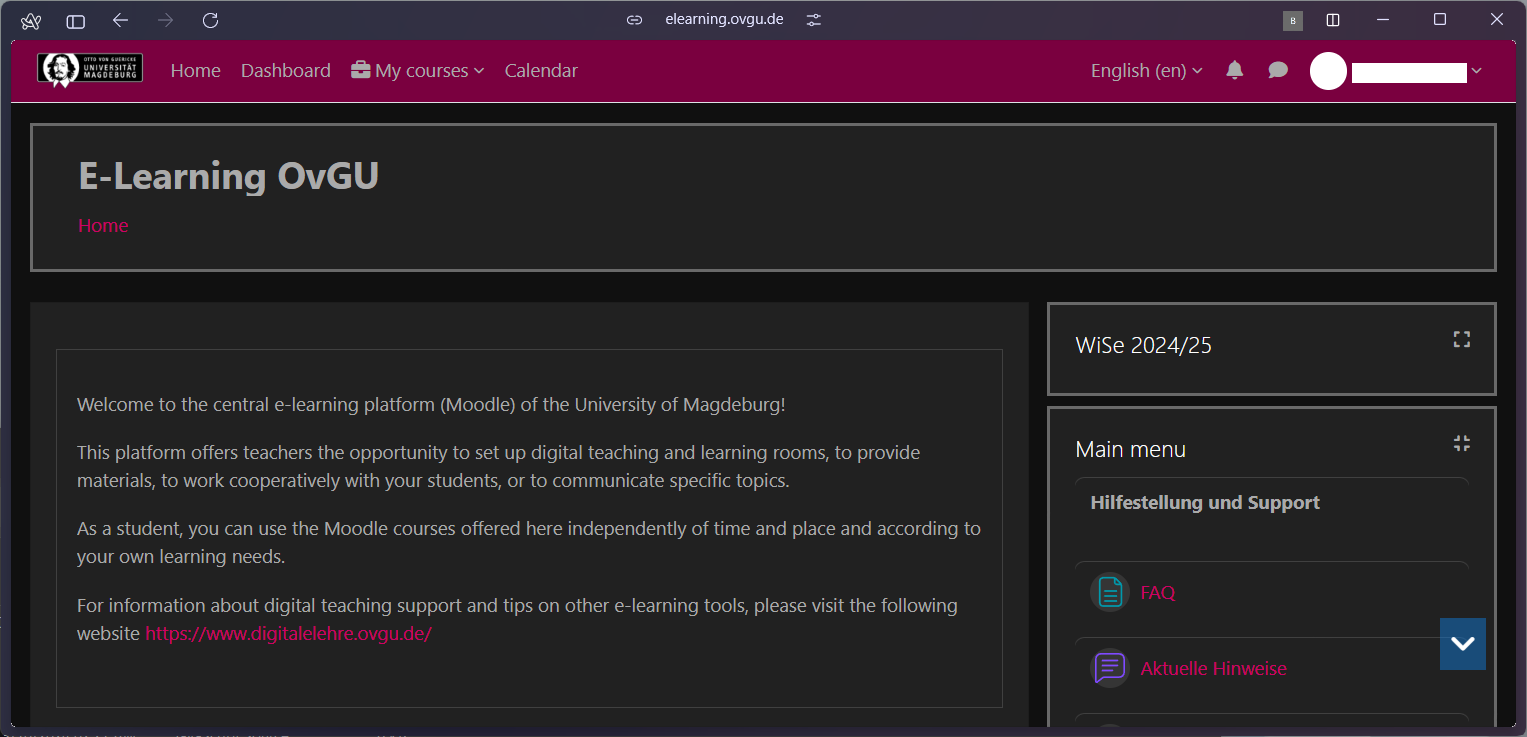 elearning.ovgu.de
B
OTTO VON GUERICKE
UNIVERSITÄT
MAGDEBURG
Home Dashboard My courses Calendar
English (en)
E-Learning OvGU
Home
Welcome to the central e-learning platform (Moodle) of the University of Magdeburg!
This platform offers teachers the opportunity to set up digital teaching and learning rooms, to provide
materials, to work cooperatively with your students, or to communicate specific topics.
As a student, you can use the Moodle courses offered here independently of time and place and according to
your own learning needs.
For information about digital teaching support and tips on other e-learning tools, please visit the following
website https://www.digitalelehre.ovgu.de/
WiSe 2024/25
Main menu
Hilfestellung und Support
FAQ
Aktuelle Hinweise